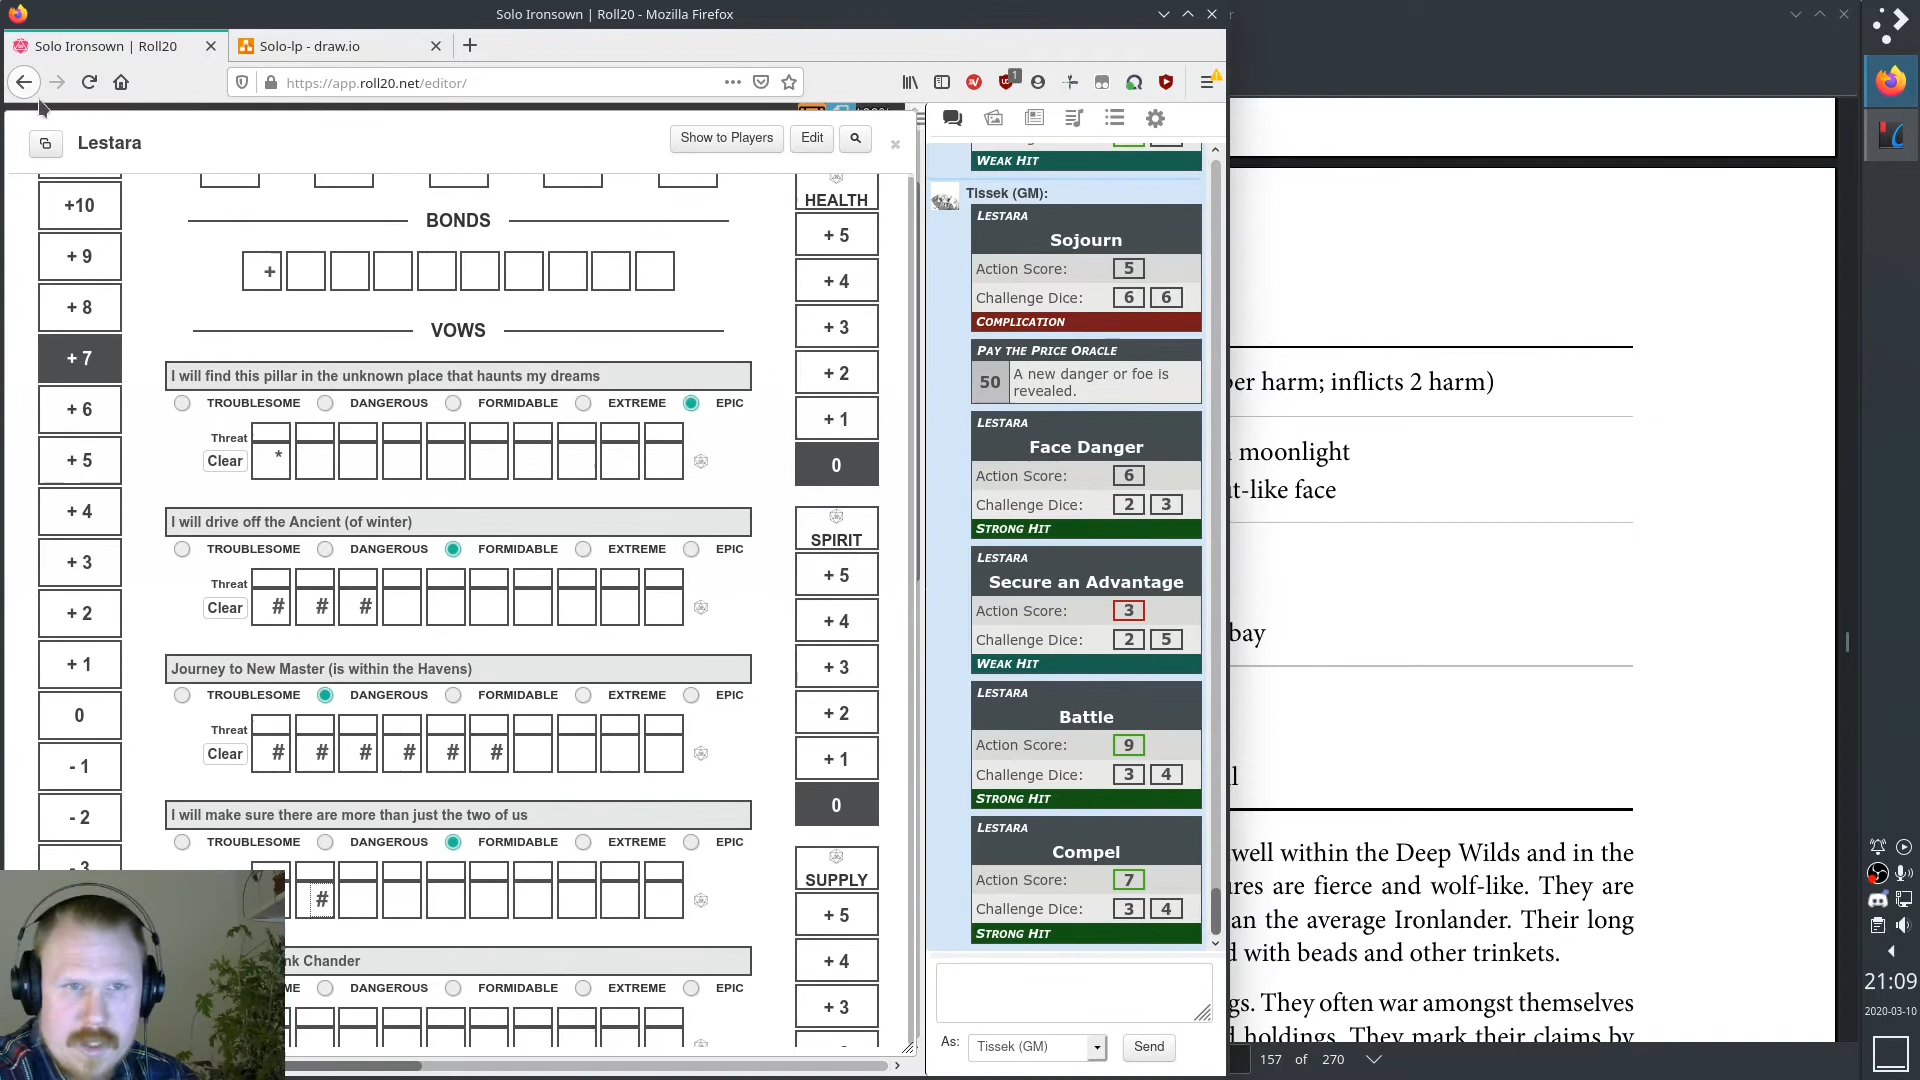 Solo Ironsown | Roll20 - Mozilla Firefox
Solo Ironsown | Roll20
Solo-lp - draw.io
https://app.roll20.net/editor/
1
Lestara
Show to Players
Edit
+10
+ 9
+ 8
+ 7
+ 6
+ 5
+ 4
+ 3
+ 2
+ 1
0
- 1
- 2
- 3
BONDS
+
VOWS
I will find this pillar in the unknown place that haunts my dreams
TROUBLESOME DANGEROUS FORMIDABLE EXTREME EPIC
Threat
Clear *
I will drive off the Ancient (of winter)
TROUBLESOME DANGEROUS FORMIDABLE EXTREME EPIC
Threat
Clear # # #
Journey to New Master (is within the Havens)
TROUBLESOME DANGEROUS FORMIDABLE EXTREME EPIC
Threat
Clear # # # # # #
I will make sure there are more than just the two of us
TROUBLESOME DANGEROUS FORMIDABLE EXTREME EPIC
#
nk Chander
ME DANGEROUS FORMIDABLE EXTREME EPIC
HEALTH
+ 5
+ 4
+ 3
+ 2
+ 1
0
SPIRIT
+ 5
+ 4
+ 3
+ 2
+ 1
0
SUPPLY
+ 5
+ 4
+ 3
WEAK HIT
Tissek (GM):
LESTARA
Sojourn
Action Score: 5
Challenge Dice: 6 6
COMPLICATION
PAY THE PRICE ORACLE
50 A new danger or foe is
revealed.
LESTARA
Face Danger
Action Score: 6
Challenge Dice: 2 3
STRONG HIT
LESTARA
Secure an Advantage
Action Score: 3
Challenge Dice: 2 5
WEAK HIT
LESTARA
Battle
Action Score: 9
Challenge Dice: 3 4
STRONG HIT
LESTARA
Compel
Action Score: 7
Challenge Dice: 3 4
STRONG HIT
As: Tissek (GM) Send
er harm; inflicts 2 harm)
moonlight
t-like face
bay
l
well within the Deep Wilds and in the
res are fierce and wolf-like. They are
an the average Ironlander. Their long
d with beads and other trinkets.
gs. They often war amongst themselves
holdings. They mark their claims by
157 of 270
21:09
2020-03-10